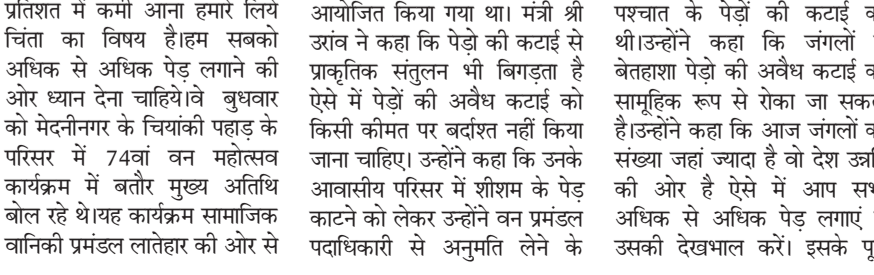 प्रतिशत में कमी आना हमारे लिये
चिंता का विषय है।हम सबको
अधिक से अधिक पेड़ लगाने की
ओर ध्यान देना चाहिये।वे बुधवार
को मेदनीनगर के चियांकी पहाड़ के
परिसर में 74वां वन महोत्सव
कार्यक्रम में बतौर मुख्य अतिथि
बोल रहे थे।यह कार्यक्रम सामाजिक
वानिकी प्रमंडल लातेहार की ओर से
आयोजित किया गया था। मंत्री श्री
उरांव ने कहा कि पेड़ो की कटाई से
प्राकृतिक संतुलन भी बिगड़ता है
ऐसे में पेड़ों की अवैध कटाई को
किसी कीमत पर बर्दाश्त नहीं किया
जाना चाहिए। उन्होंने कहा कि उनके
आवासीय परिसर में शीशम के पेड़
काटने को लेकर उन्होंने वन प्रमंडल
पदाधिकारी से अनुमति लेने के
पश्चात के पेड़ों की कटाई
थी।उन्होंने कहा कि जंगलों
बेतहाशा पेड़ो की अवैध कटाई
सामूहिक रूप से रोका जा
है।उन्होंने कहा कि आज जंगलों
संख्या जहां ज्यादा है वो देश
की ओर है ऐसे में आप
अधिक से अधिक पेड़ लगाएं
उसकी देखभाल करें। इसके